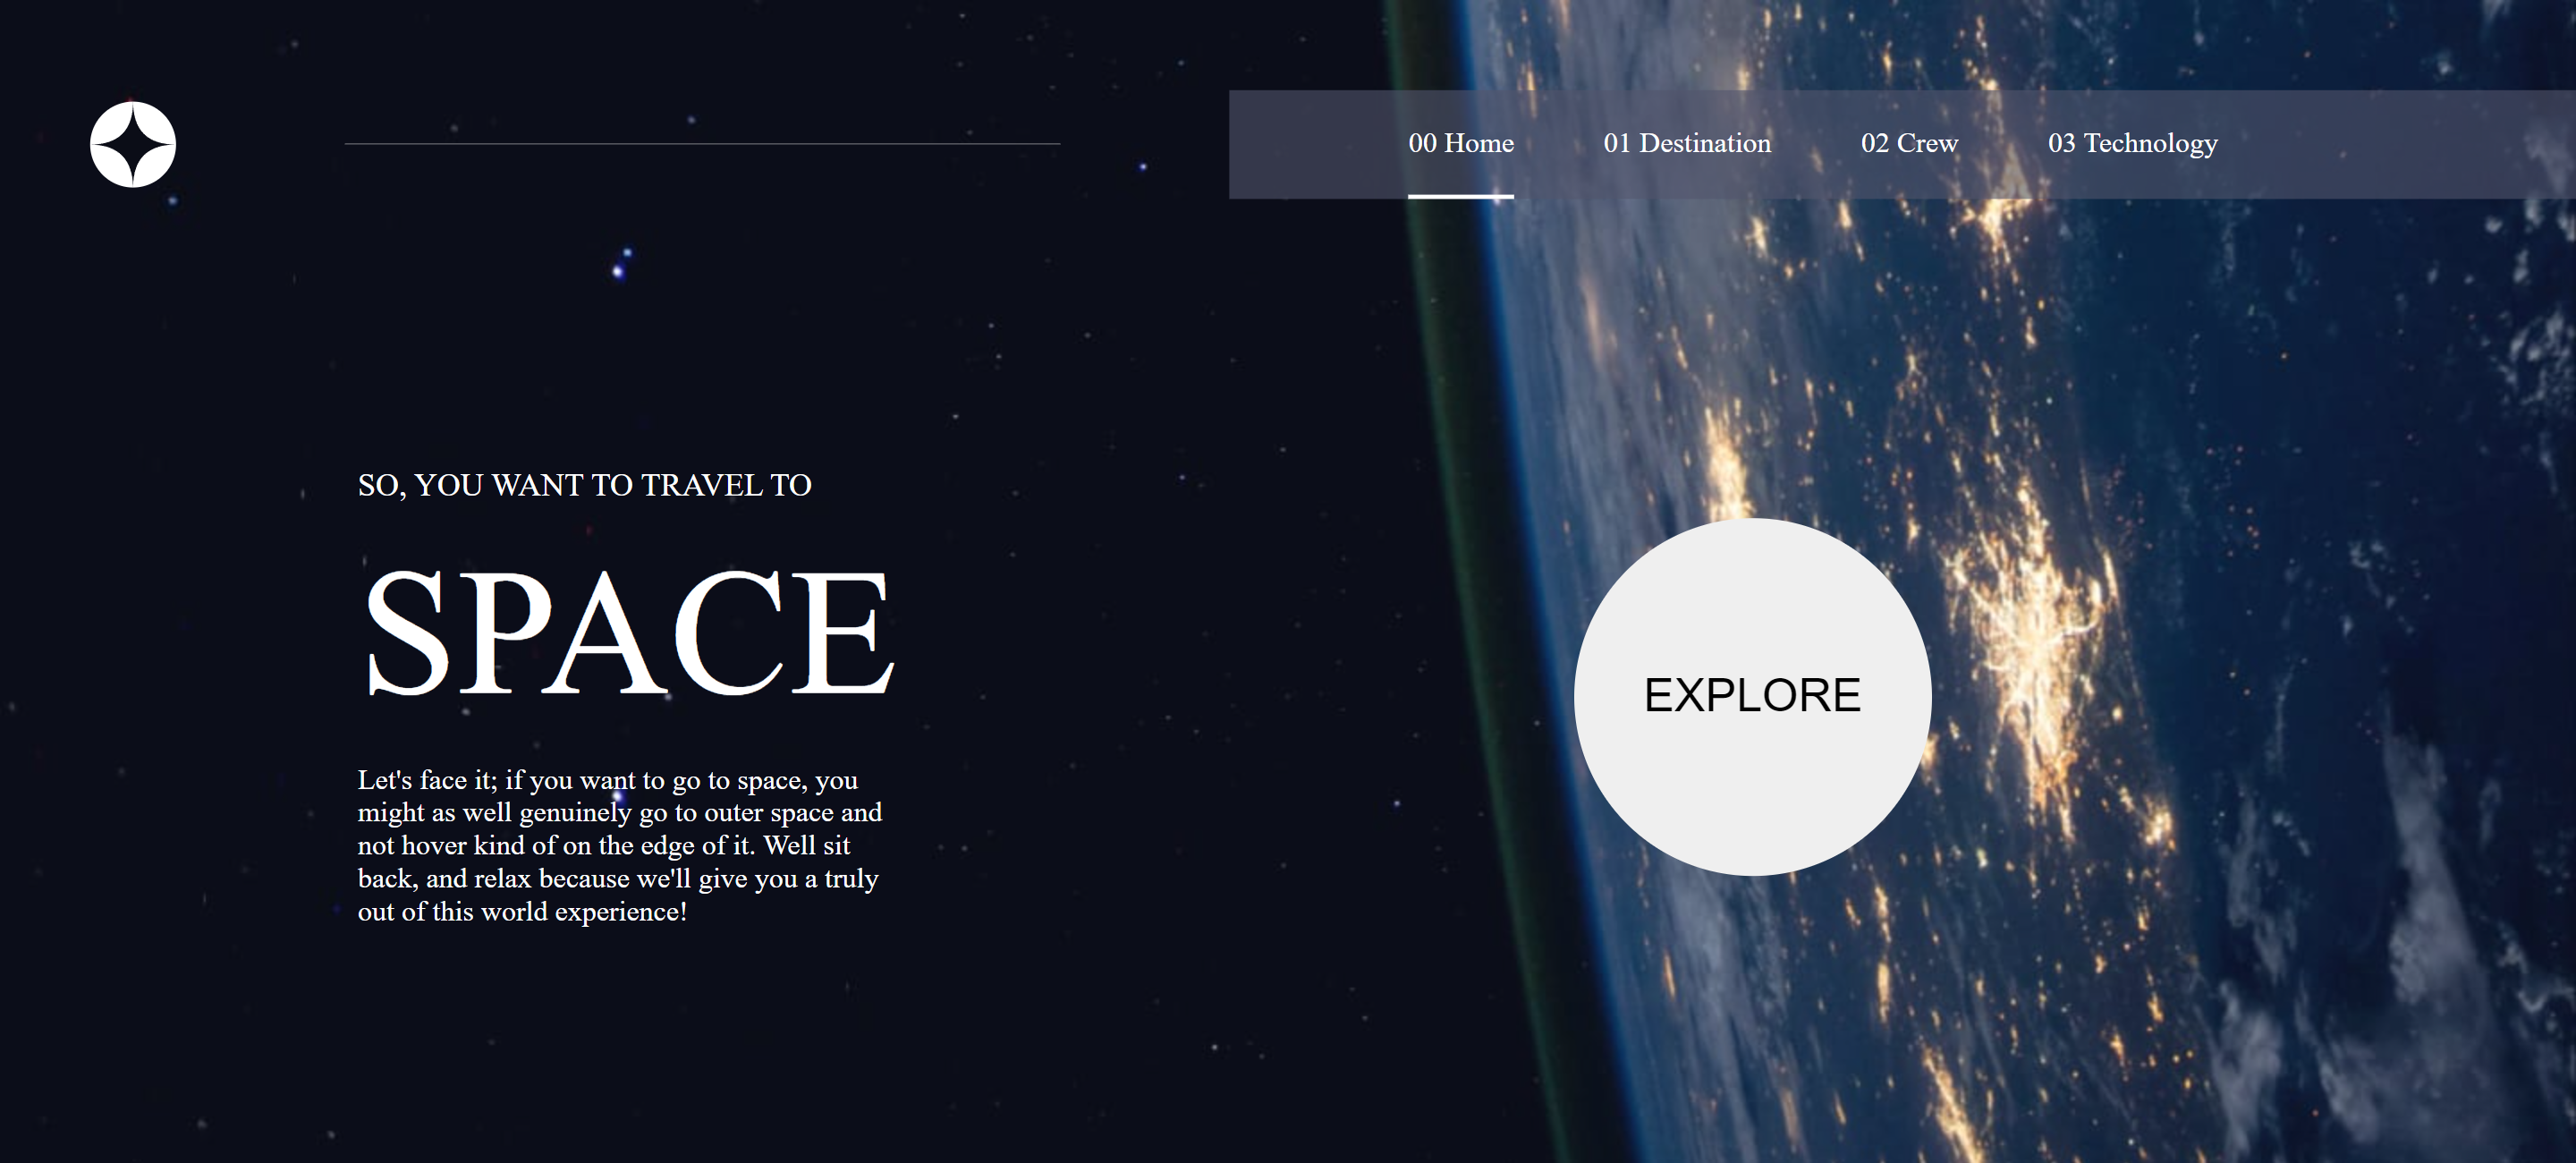 00 Home 01 Destination 02 Crew 03 Technology
SO, YOU WANT TO TRAVEL TO
SPACE
Let's face it; if you want to go to space, you
might as well genuinely go to outer space and
not hover kind of on the edge of it. Well sit
back, and relax because we'll give you a truly
out of this world experience!
EXPLORE